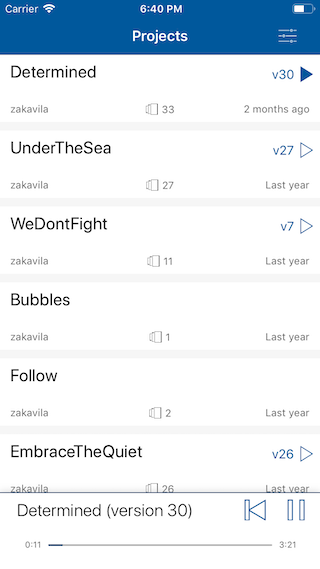 Carrier 6:40 PM
Projects
Determined v30
zakavila 33 2 months ago
UnderTheSea v27
zakavila 27 Last year
WeDontFight v7
zakavila 11 Last year
Bubbles
zakavila 1 Last year
Follow
zakavila 2 Last year
EmbraceTheQuiet v26
zakavila 26 Last year
Determined (version 30)
0:11 3:21